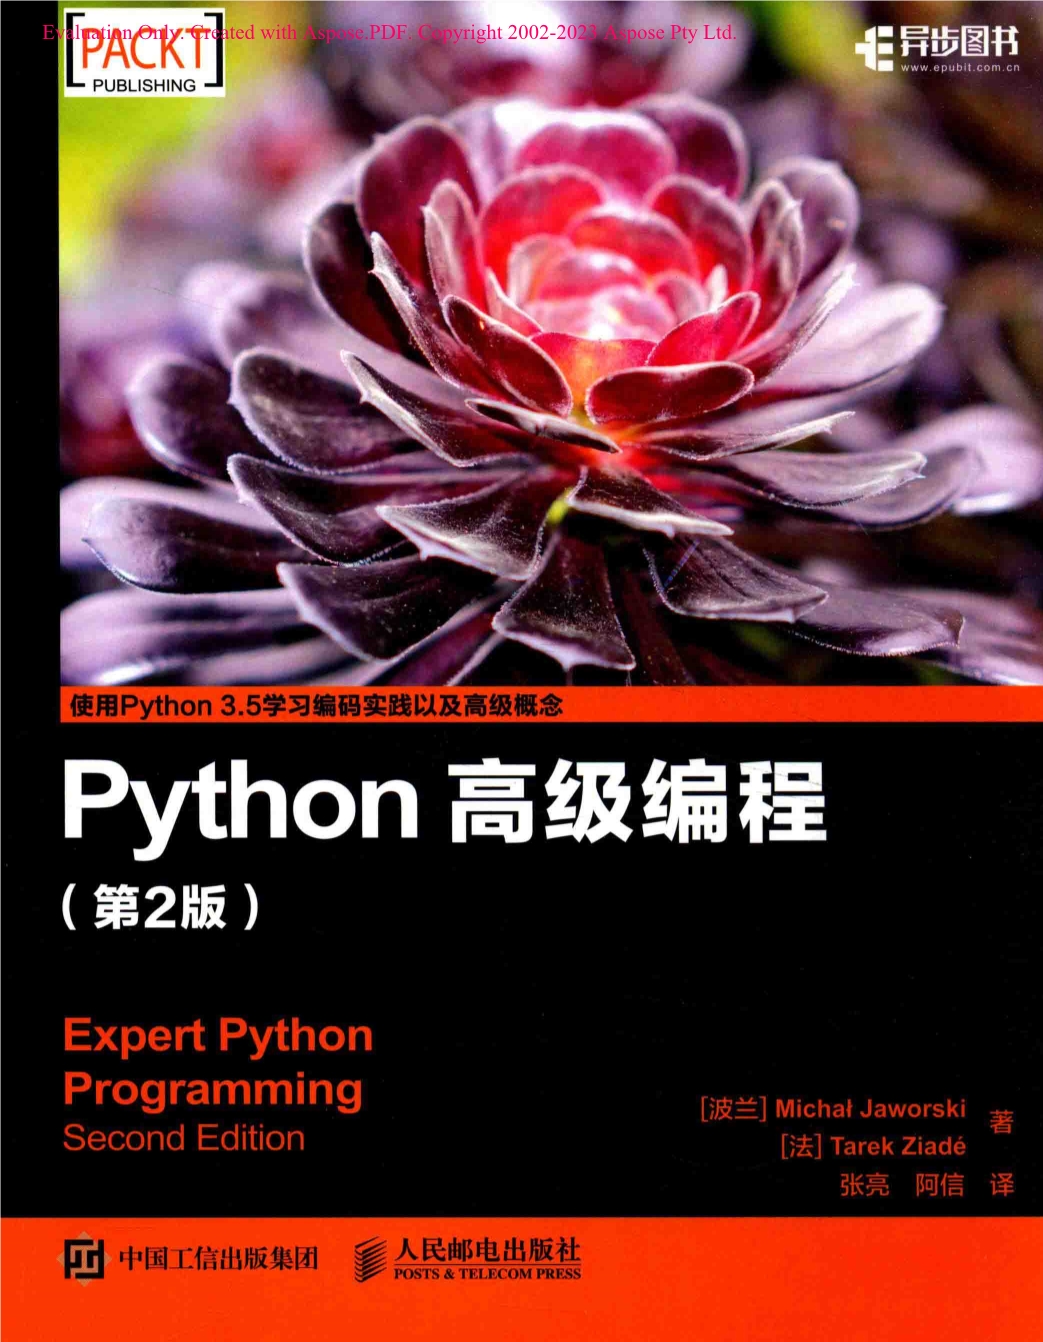 Evaluation Only. Created with Aspose.PDF. Copyright 2002-2023 Aspose Pty Ltd.
PACKT
PUBLISHING
异步图书
www.epubit.com.cn
使用Python 3.5学习编码实践以及高级概念
Python 高级编程
（第2版）
Expert Python
Programming
Second Edition
[波兰] Michał Jaworski
[法] Tarek Ziadé
著
张亮 阿信 译
中国工信出版集团
人民邮电出版社
POSTS & TELECOM PRESS